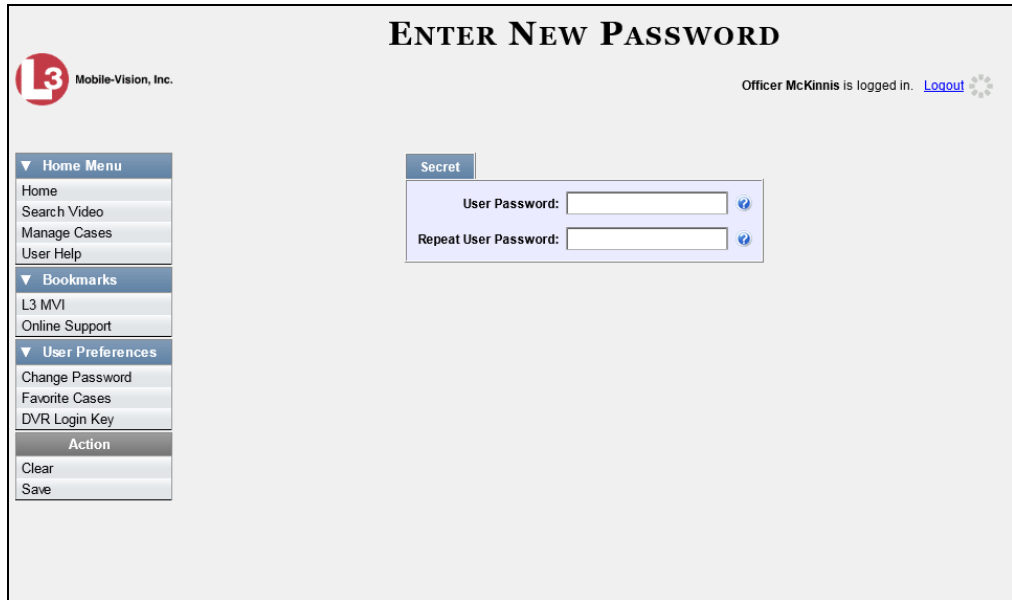 ENTER NEW PASSWORD
L3 Mobile-Vision, Inc.
Officer McKinnis is logged in. Logout
▼ Home Menu
Home
Search Video
Manage Cases
User Help
▼ Bookmarks
L3 MVI
Online Support
▼ User Preferences
Change Password
Favorite Cases
DVR Login Key
Action
Clear
Save
Secret
User Password: ?
Repeat User Password: ?